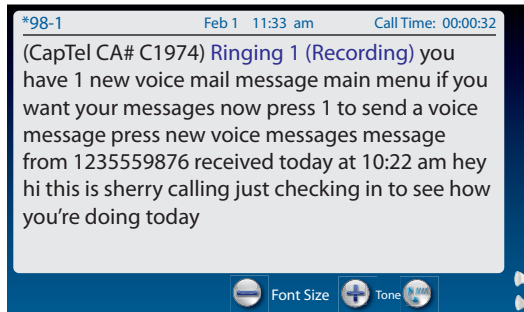 *98-1 Feb 1 11:33 am Call Time: 00:00:32
(CapTel CA# C1974) Ringing 1 (Recording) you
have 1 new voice mail message main menu if you
want your messages now press 1 to send a voice
message press new voice messages message
from 1235559876 received today at 10:22 am hey
hi this is sherry calling just checking in to see how
you're doing today
Font Size Tone